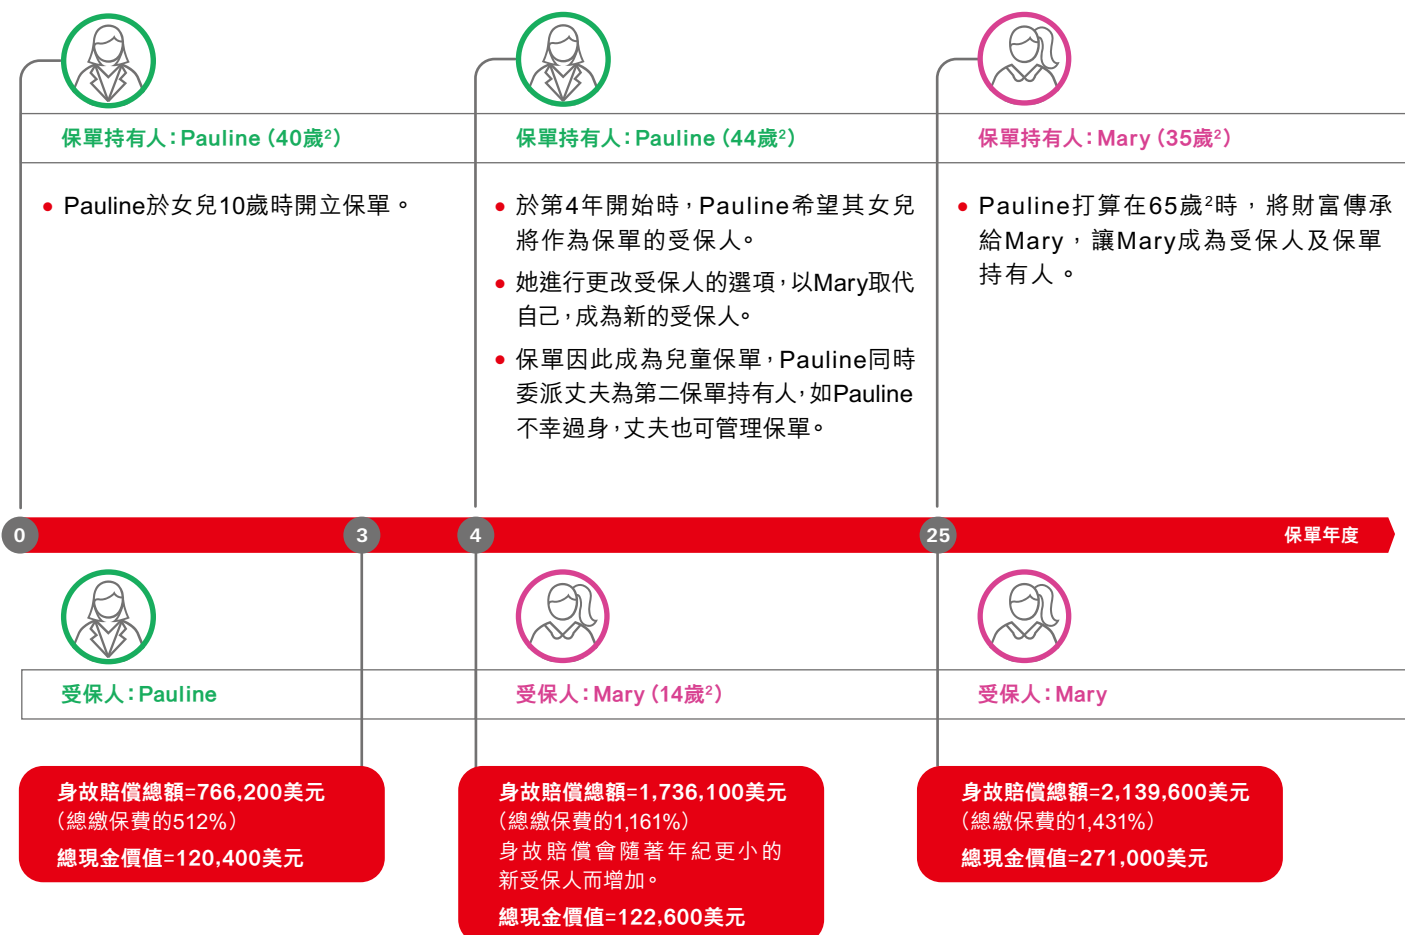 保單持有人：Pauline（40歲²）
• Pauline於女兒10歲時開立保單。
保單持有人：Pauline（44歲²）
• 於第4年開始時，Pauline希望其女兒
將作為保單的受保人。
• 她進行更改受保人的選項，以Mary取代
自己，成為新的受保人。
• 保單因此成為兒童保單，Pauline同時
委派丈夫為第二保單持有人，如Pauline
不幸過身，丈夫也可管理保單。
保單持有人：Mary（35歲²）
• Pauline打算在65歲²時，將財富傳承
給Mary，讓Mary成為受保人及保單
持有人。
0
3
4
25
保單年度
受保人：Pauline
受保人：Mary（14歲²）
受保人：Mary
身故賠償總額=766,200美元
（總繳保費的512%）
總現金價值=120,400美元
身故賠償總額=1,736,100美元
（總繳保費的1,161%）
身故賠償會隨著年紀更小的
新受保人而增加。
總現金價值=122,600美元
身故賠償總額=2,139,600美元
（總繳保費的1,431%）
總現金價值=271,000美元